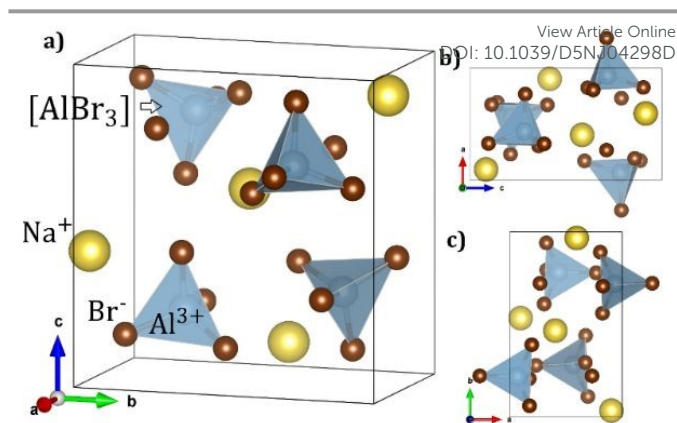 View Article Online
DOI: 10.1039/D5NJ04298D
a)
[AlBr₃]
Na⁺
Br⁻
Al³⁺
c
a
b
b)
a
c
c)
b
a